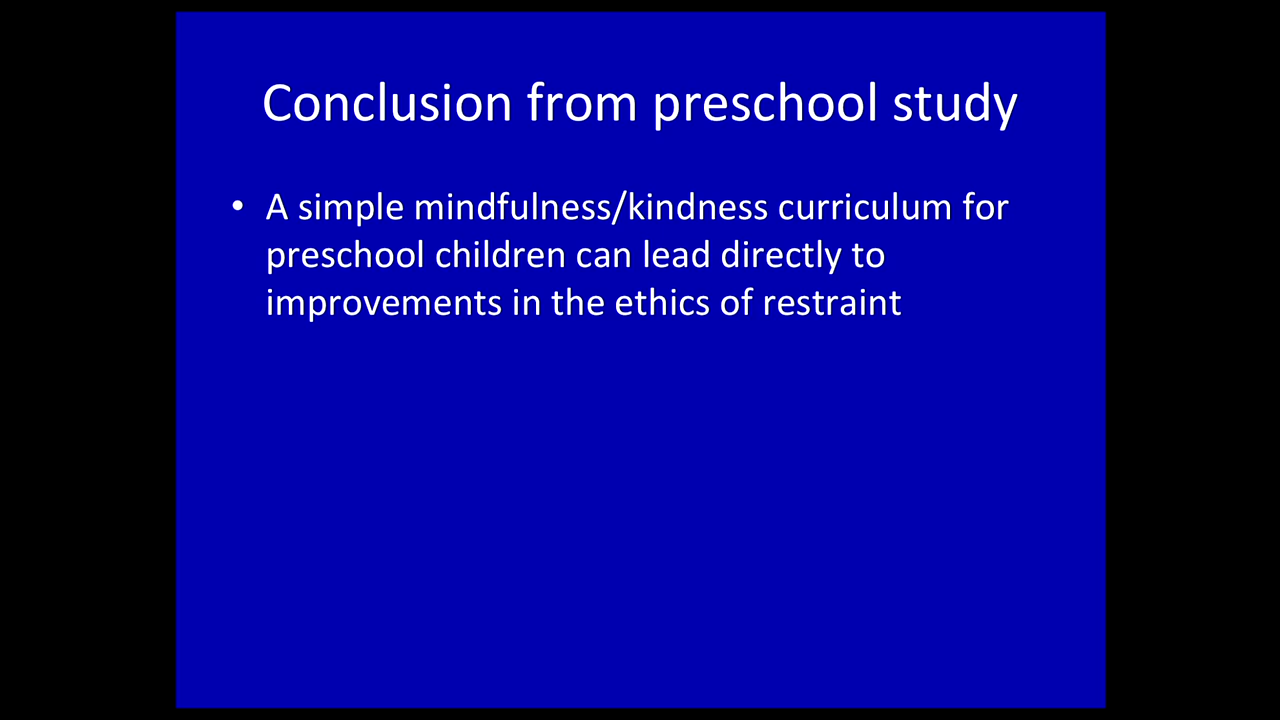 Conclusion from preschool study
• A simple mindfulness/kindness curriculum for
preschool children can lead directly to
improvements in the ethics of restraint